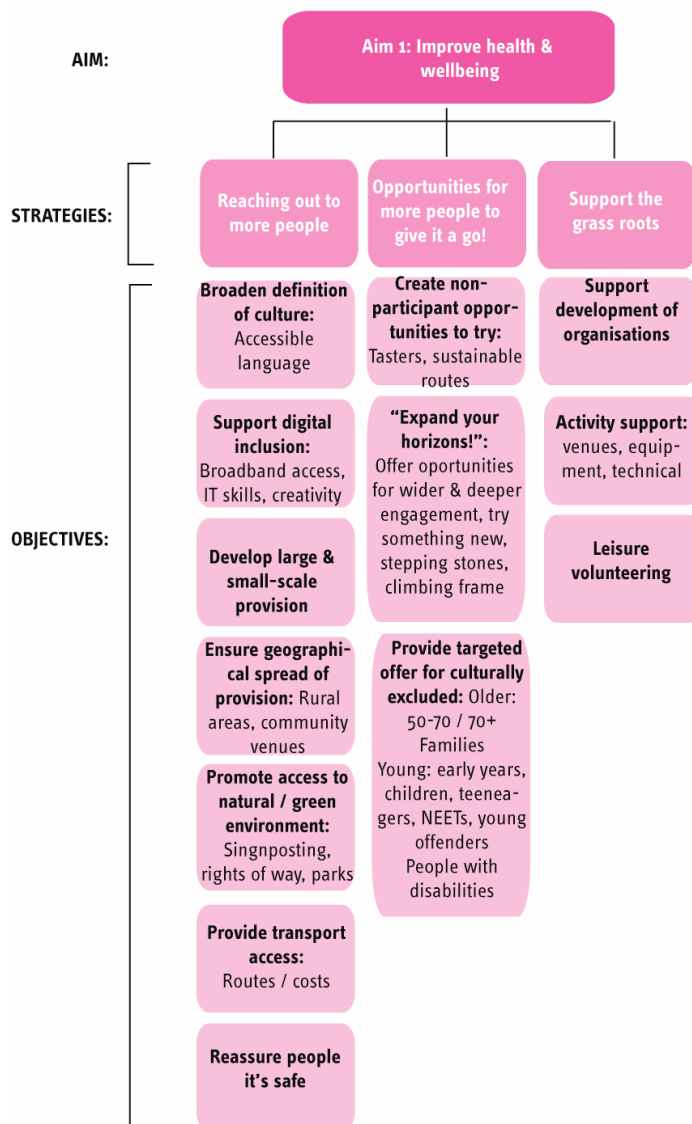 AIM:
Aim 1: Improve health &
wellbeing
STRATEGIES:
Reaching out to
more people
Opportunities for
more people to
give it a go!
Support the
grass roots
OBJECTIVES:
Broaden definition
of culture:
Accessible
language
Support digital
inclusion:
Broadband access,
IT skills, creativity
Develop large &
small-scale
provision
Ensure geographi-
cal spread of
provision: Rural
areas, community
venues
Promote access to
natural / green
environment:
Singnposting,
rights of way, parks
Provide transport
access:
Routes / costs
Reassure people
it's safe
Create non-
participant oppor-
tunities to try:
Tasters, sustainable
routes
“Expand your
horizons!”:
Offer oportunities
for wider & deeper
engagement, try
something new,
stepping stones,
climbing frame
Provide targeted
offer for culturally
excluded: Older:
50-70 / 70+
Families
Young: early years,
children, teenea-
gers, NEETs, young
offenders
People with
disabilities
Support
development of
organisations
Activity support:
venues, equip-
ment, technical
Leisure
volunteering